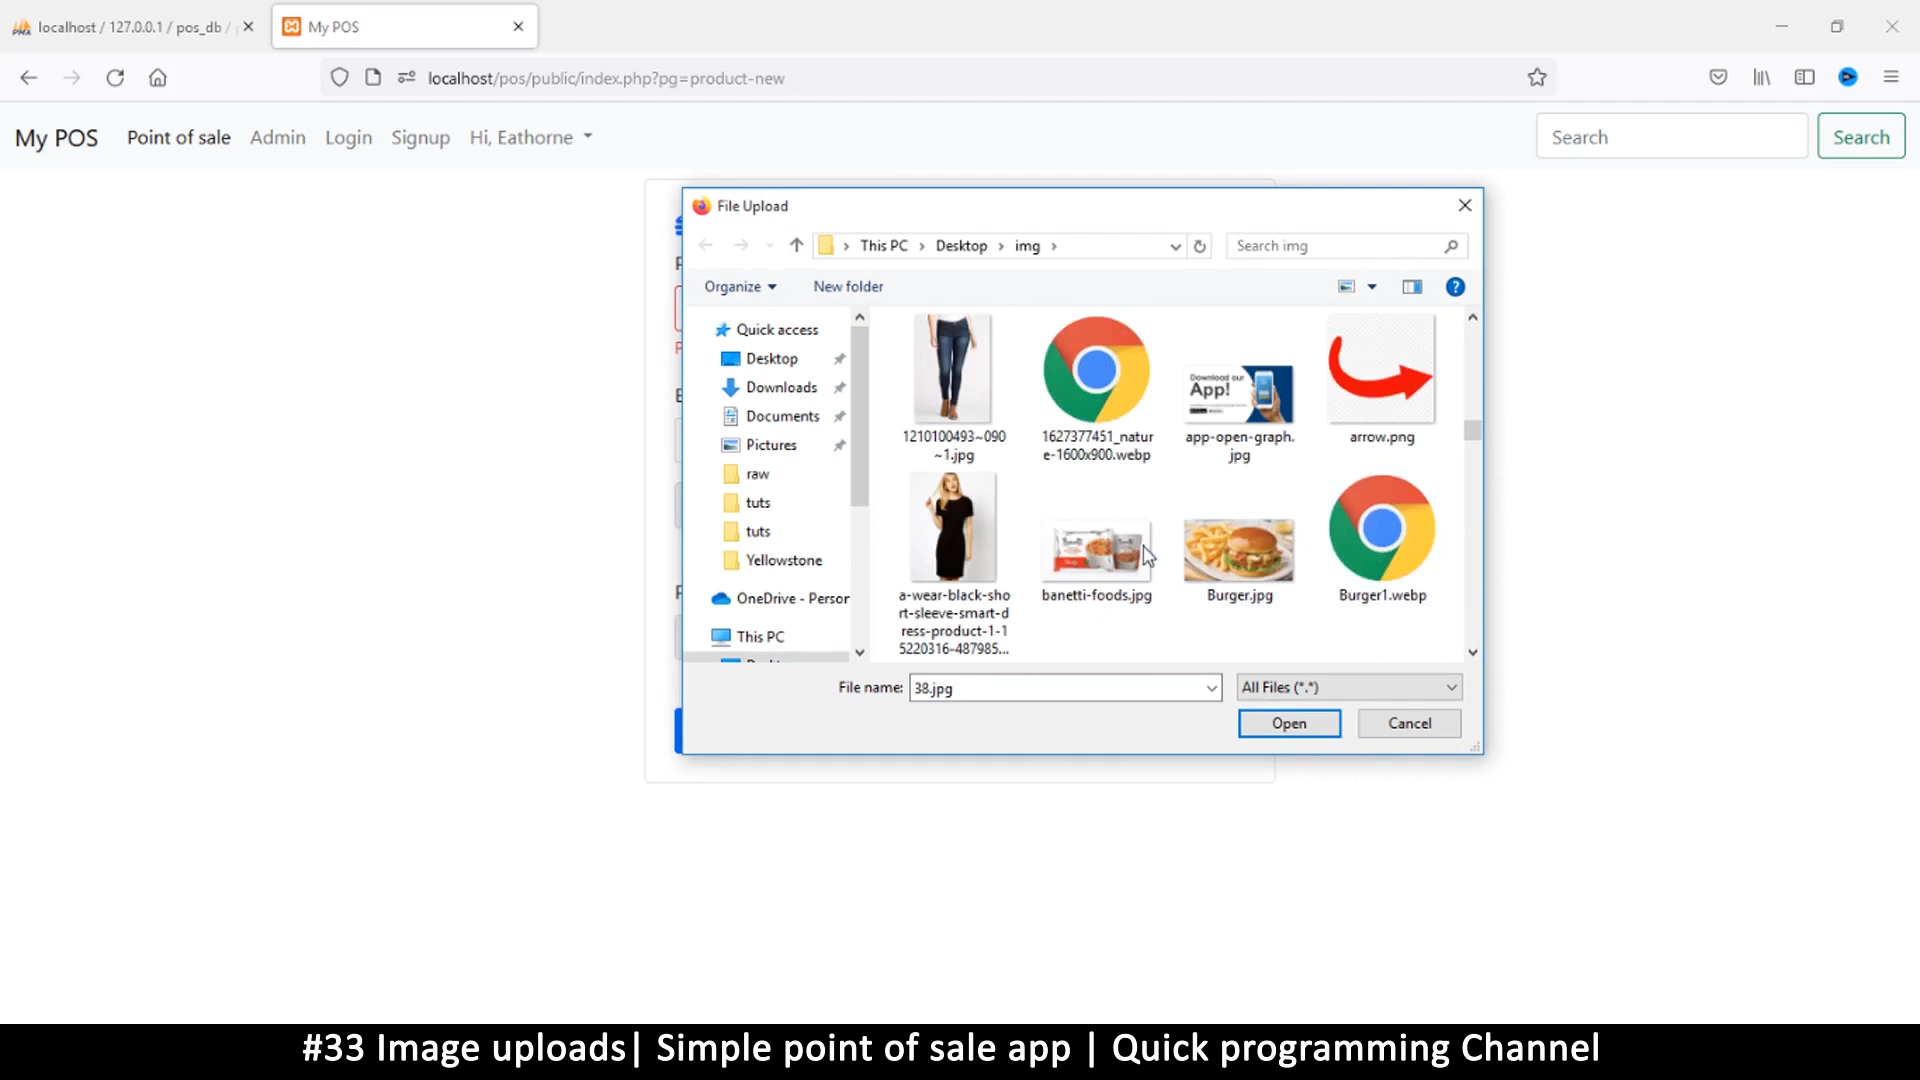 localhost / 127.0.0.1 / pos_db /
My POS
localhost/pos/public/index.php?pg=product-new
My POS
Point of sale
Admin
Login
Signup
Hi, Eathorne
Search
Search
File Upload
This PC
Desktop
img
Search img
Organize
New folder
Quick access
Desktop
Downloads
Documents
Pictures
raw
tuts
tuts
Yellowstone
OneDrive - Person
This PC
1210100493~090
~1.jpg
1627377451_natur
e-1600x900.webp
Download our
App!
app-open-graph.
jpg
arrow.png
a-wear-black-sho
rt-sleeve-smart-d
ress-product-1-1
5220316-487985...
banetti-foods.jpg
Burger.jpg
Burger1.webp
File name:
38.jpg
All Files (*.*)
Open
Cancel
#33 Image uploads| Simple point of sale app | Quick programming Channel